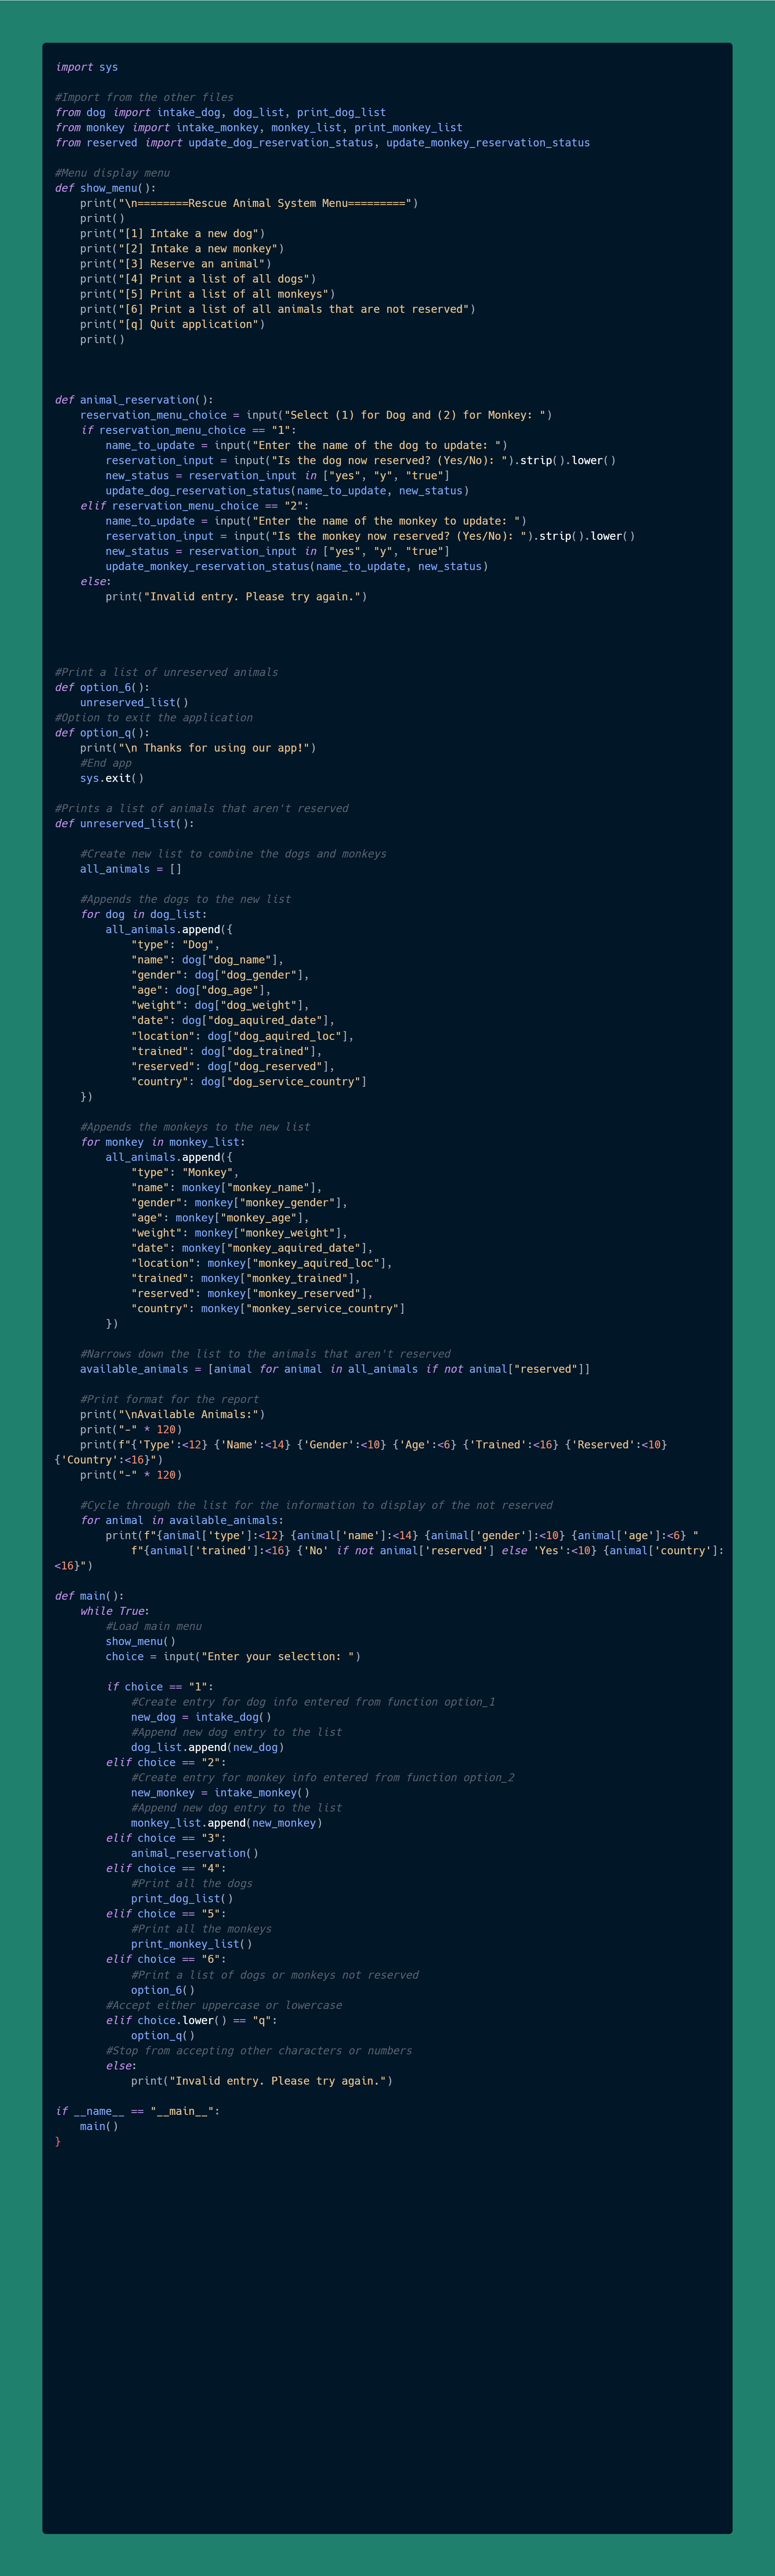 import sys

#Import from the other files
from dog import intake_dog, dog_list, print_dog_list
from monkey import intake_monkey, monkey_list, print_monkey_list
from reserved import update_dog_reservation_status, update_monkey_reservation_status

#Menu display menu
def show_menu():
    print("\n========Rescue Animal System Menu=========")
    print()
    print("[1] Intake a new dog")
    print("[2] Intake a new monkey")
    print("[3] Reserve an animal")
    print("[4] Print a list of all dogs")
    print("[5] Print a list of all monkeys")
    print("[6] Print a list of all animals that are not reserved")
    print("[q] Quit application")
    print()

def animal_reservation():
    reservation_menu_choice = input("Select (1) for Dog and (2) for Monkey: ")
    if reservation_menu_choice == "1":
        name_to_update = input("Enter the name of the dog to update: ")
        reservation_input = input("Is the dog now reserved? (Yes/No): ").strip().lower()
        new_status = reservation_input in ["yes", "y", "true"]
        update_dog_reservation_status(name_to_update, new_status)
    elif reservation_menu_choice == "2":
        name_to_update = input("Enter the name of the monkey to update: ")
        reservation_input = input("Is the monkey now reserved? (Yes/No): ").strip().lower()
        new_status = reservation_input in ["yes", "y", "true"]
        update_monkey_reservation_status(name_to_update, new_status)
    else:
        print("Invalid entry. Please try again.")

#Print a list of unreserved animals
def option_6():
    unreserved_list()
#Option to exit the application
def option_q():
    print("\n Thanks for using our app!")
    #End app
    sys.exit()

#Prints a list of animals that aren't reserved
def unreserved_list():

    #Create new list to combine the dogs and monkeys
    all_animals = []

    #Appends the dogs to the new list
    for dog in dog_list:
        all_animals.append({
            "type": "Dog",
            "name": dog["dog_name"],
            "gender": dog["dog_gender"],
            "age": dog["dog_age"],
            "weight": dog["dog_weight"],
            "date": dog["dog_aquired_date"],
            "location": dog["dog_aquired_loc"],
            "trained": dog["dog_trained"],
            "reserved": dog["dog_reserved"],
            "country": dog["dog_service_country"]
    })

    #Appends the monkeys to the new list
    for monkey in monkey_list:
        all_animals.append({
            "type": "Monkey",
            "name": monkey["monkey_name"],
            "gender": monkey["monkey_gender"],
            "age": monkey["monkey_age"],
            "weight": monkey["monkey_weight"],
            "date": monkey["monkey_aquired_date"],
            "location": monkey["monkey_aquired_loc"],
            "trained": monkey["monkey_trained"],
            "reserved": monkey["monkey_reserved"],
            "country": monkey["monkey_service_country"]
        })

    #Narrows down the list to the animals that aren't reserved
    available_animals = [animal for animal in all_animals if not animal["reserved"]]

    #Print format for the report
    print("\nAvailable Animals:")
    print("-" * 120)
    print(f"{'Type':<12} {'Name':<14} {'Gender':<10} {'Age':<6} {'Trained':<16} {'Reserved':<10}
{'Country':<16}")
    print("-" * 120)

    #Cycle through the list for the information to display of the not reserved
    for animal in available_animals:
        print(f"{animal['type']:<12} {animal['name']:<14} {animal['gender']:<10} {animal['age']:<6} "
            f"{animal['trained']:<16} {'No' if not animal['reserved'] else 'Yes':<10} {animal['country']:
<16}")

def main():
    while True:
        #Load main menu
        show_menu()
        choice = input("Enter your selection: ")

        if choice == "1":
            #Create entry for dog info entered from function option_1
            new_dog = intake_dog()
            #Append new dog entry to the list
            dog_list.append(new_dog)
        elif choice == "2":
            #Create entry for monkey info entered from function option_2
            new_monkey = intake_monkey()
            #Append new dog entry to the list
            monkey_list.append(new_monkey)
        elif choice == "3":
            animal_reservation()
        elif choice == "4":
            #Print all the dogs
            print_dog_list()
        elif choice == "5":
            #Print all the monkeys
            print_monkey_list()
        elif choice == "6":
            #Print a list of dogs or monkeys not reserved
            option_6()
        #Accept either uppercase or lowercase
        elif choice.lower() == "q":
            option_q()
        #Stop from accepting other characters or numbers
        else:
            print("Invalid entry. Please try again.")

if __name__ == "__main__":
    main()
}